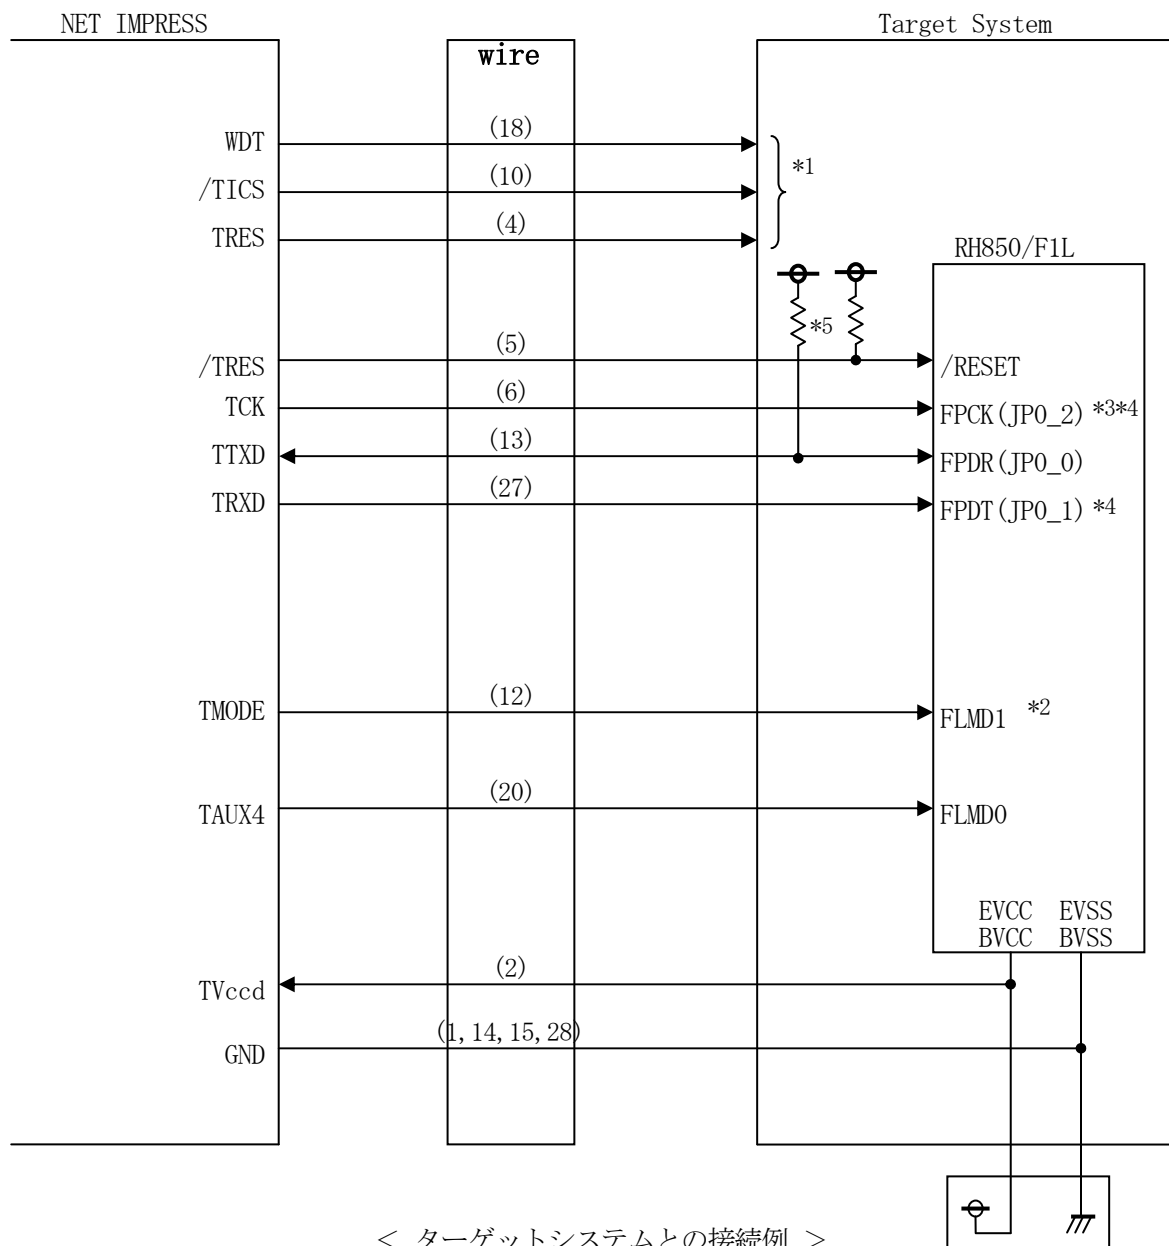 NET IMPRESS
Target System
wire
WDT (18)
*1
/TICS (10)
TRES (4)
RH850/F1L
*5
/TRES (5) /RESET
TCK (6) FPCK(JP0_2) *3*4
TTXD (13) FPDR(JP0_0)
TRXD (27) FPDT(JP0_1) *4
TMODE (12) FLMD1 *2
TAUX4 (20) FLMD0
EVCC EVSS
BVCC BVSS
TVccd (2)
GND (1,14,15,28)
< ターゲットシステムとの接続例 >